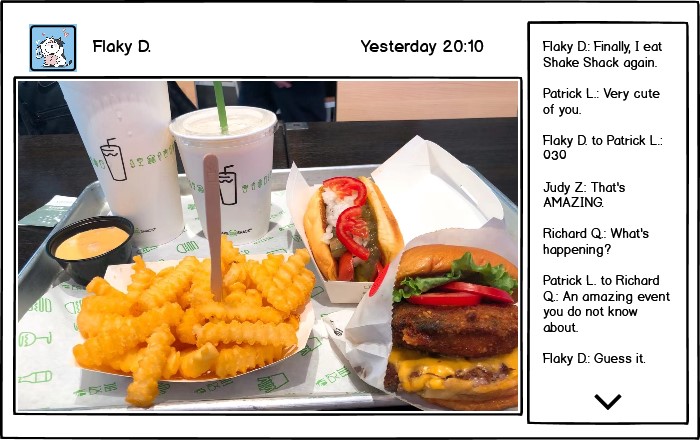 Flaky D.
Yesterday 20:10
Flaky D.: Finally, I eat
Shake Shack again.
Patrick L.: Very cute
of you.
Flaky D. to Patrick L.:
030
Judy Z: That's
AMAZING.
Richard Q.: What's
happening?
Patrick L. to Richard
Q.: An amazing event
you do not know
about.
Flaky D.: Guess it.